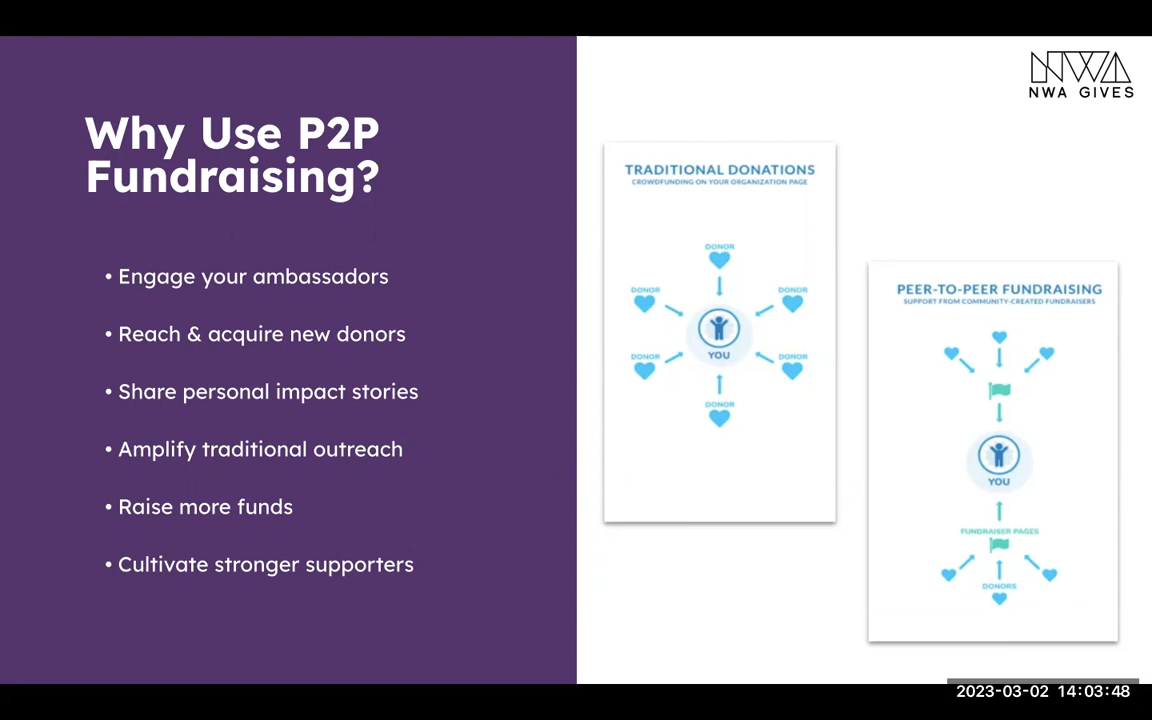 NWA GIVES
Why Use P2P
Fundraising?
• Engage your ambassadors
• Reach & acquire new donors
• Share personal impact stories
• Amplify traditional outreach
• Raise more funds
• Cultivate stronger supporters
TRADITIONAL DONATIONS
CROWDFUNDING ON YOUR ORGANIZATION PAGE
DONOR
DONOR
DONOR
YOU
DONOR
DONOR
DONOR
PEER-TO-PEER FUNDRAISING
SUPPORT FROM COMMUNITY-CREATED FUNDRAISERS
YOU
FUNDRAISER PAGES
DONORS
2023-03-02 14:03:48